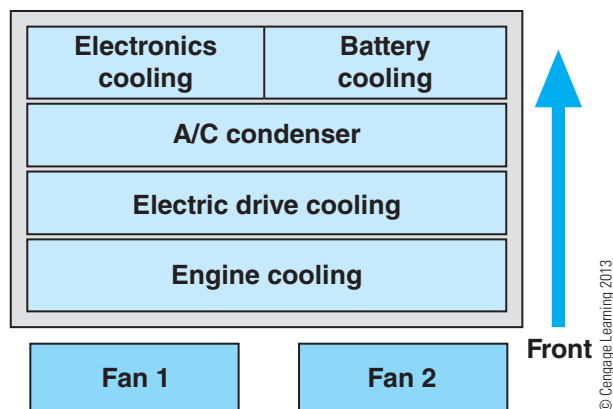 Electronics
cooling
Battery
cooling
A/C condenser
Electric drive cooling
Engine cooling
Front
Fan 1
Fan 2
© Cengage Learning 2013